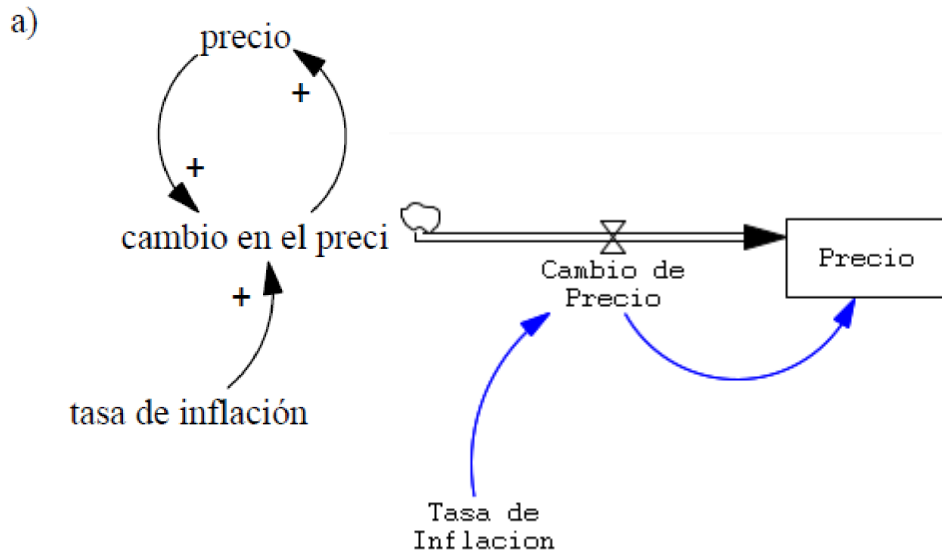 a)
precio
+
+
cambio en el preci
+
tasa de inflación
Cambio de
Precio
Precio
Tasa de
Inflacion